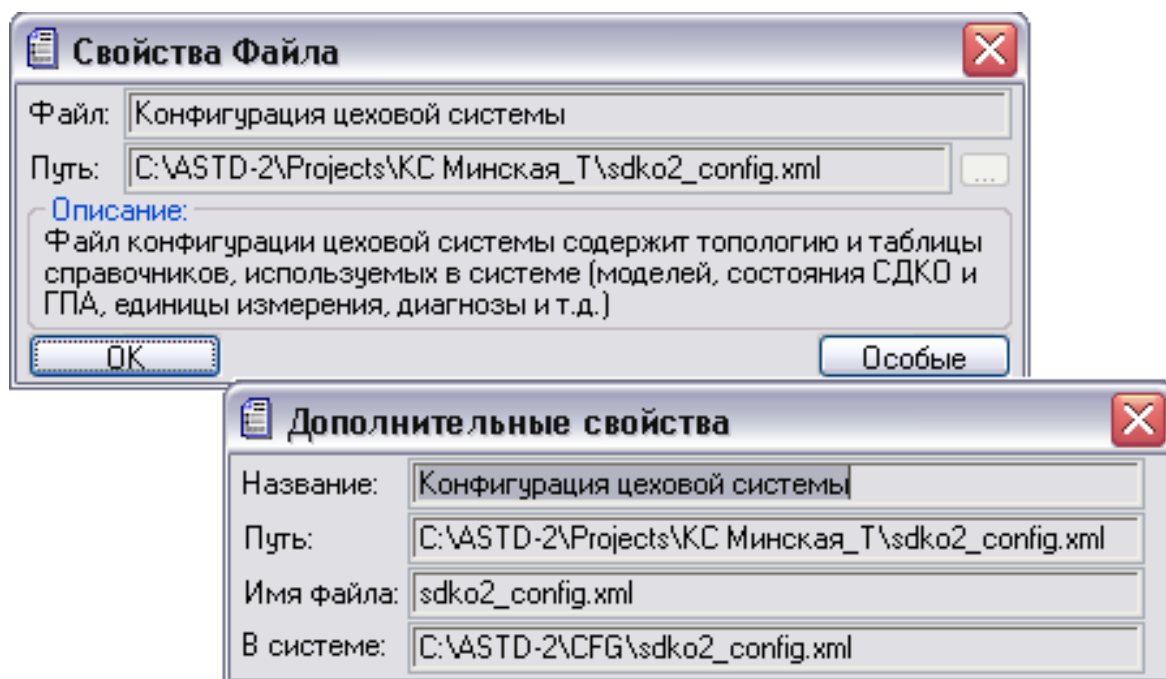 Свойства Файла
Файл: Конфигурация цеховой системы
Путь: C:\ASTD-2\Projects\КС Минская_Т\sdko2_config.xml ...
Описание:
Файл конфигурации цеховой системы содержит топологию и таблицы
справочников, используемых в системе (моделей, состояния СДКО и
ГПА, единицы измерения, диагнозы и т.д.)
OK Особые
Дополнительные свойства
Название: Конфигурация цеховой системы
Путь: C:\ASTD-2\Projects\КС Минская_Т\sdko2_config.xml
Имя файла: sdko2_config.xml
В системе: C:\ASTD-2\CFG\sdko2_config.xml